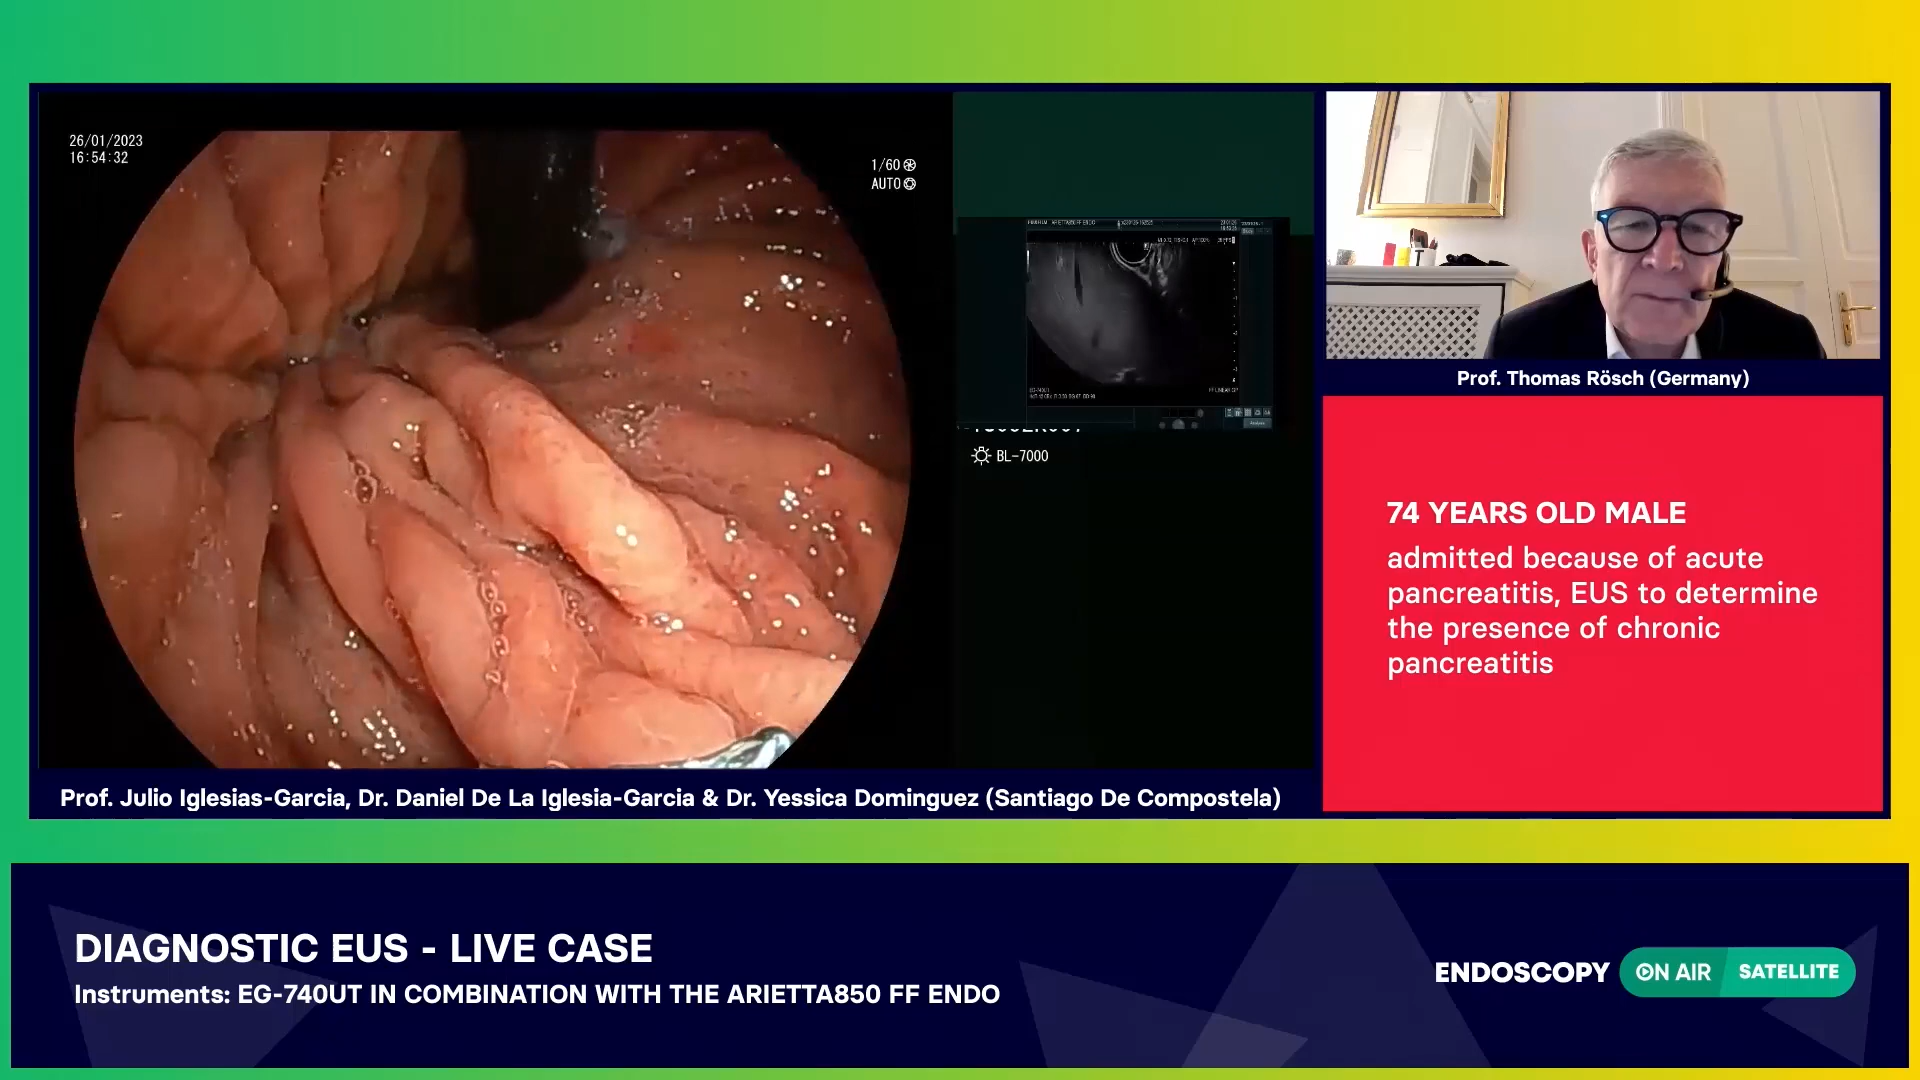 26/01/2023
16:54:32
1/60
AUTO
BL-7000
Prof. Thomas Rösch (Germany)
74 YEARS OLD MALE
admitted because of acute
pancreatitis, EUS to determine
the presence of chronic
pancreatitis
Prof. Julio Iglesias-Garcia, Dr. Daniel De La Iglesia-Garcia & Dr. Yessica Dominguez (Santiago De Compostela)
DIAGNOSTIC EUS - LIVE CASE
Instruments: EG-740UT IN COMBINATION WITH THE ARIETTA850 FF ENDO
ENDOSCOPY ON AIR SATELLITE